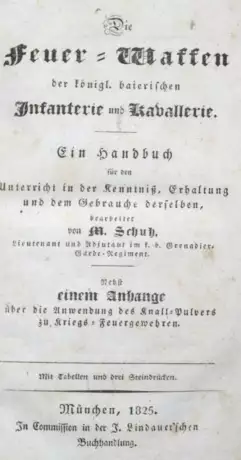 Die
Feuer-Waffen
der königl. baierischen
Infanterie und Kavallerie.
Ein Handbuch
für den
Unterricht in der Kenntniß, Erhaltung
und dem Gebrauche derselben,
bearbeitet
von M. Schuh,
Lieutenant und Adjutant im k. b. Grenadier-
Garde-Regiment.
Nebst
einem Anhange
über die Anwendung des Knall-Pulvers
zu Kriegs-Feuergewehren.
Mit Tabellen und drei Steindrücken.
München, 1825.
In Commission in der J. Lindauer'schen
Buchhandlung.